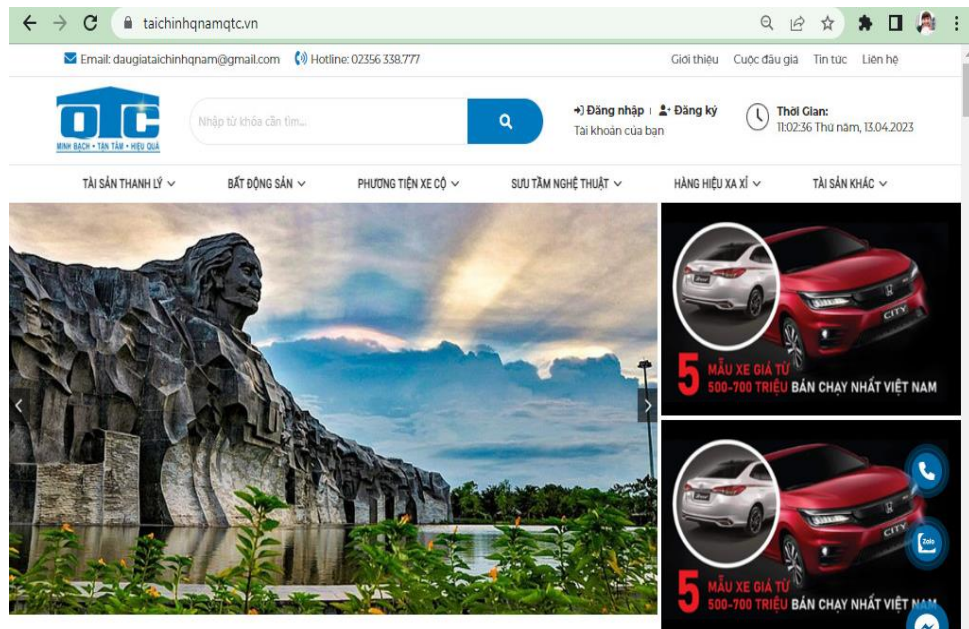 taichinhqnamqtc.vn
Email: daugiataichinhqnam@gmail.com Hotline: 02356 338.777 Giới thiệu Cuộc đấu giá Tin tức Liên hệ
QTC
MINH BẠCH • TẬN TÂM • HIỆU QUẢ
Nhập từ khóa cần tìm...
Đăng nhập | Đăng ký
Tài khoản của bạn
Thời Gian:
11:02:36 Thứ năm, 13.04.2023
TÀI SẢN THANH LÝ BẤT ĐỘNG SẢN PHƯƠNG TIỆN XE CỘ SƯU TẦM NGHỆ THUẬT HÀNG HIỆU XA XỈ TÀI SẢN KHÁC
CITY
5 MẪU XE GIÁ TỪ
500-700 TRIỆU BÁN CHẠY NHẤT VIỆT NAM
CITY
Zalo
5 MẪU XE GIÁ TỪ
500-700 TRIỆU BÁN CHẠY NHẤT VIỆT NAM